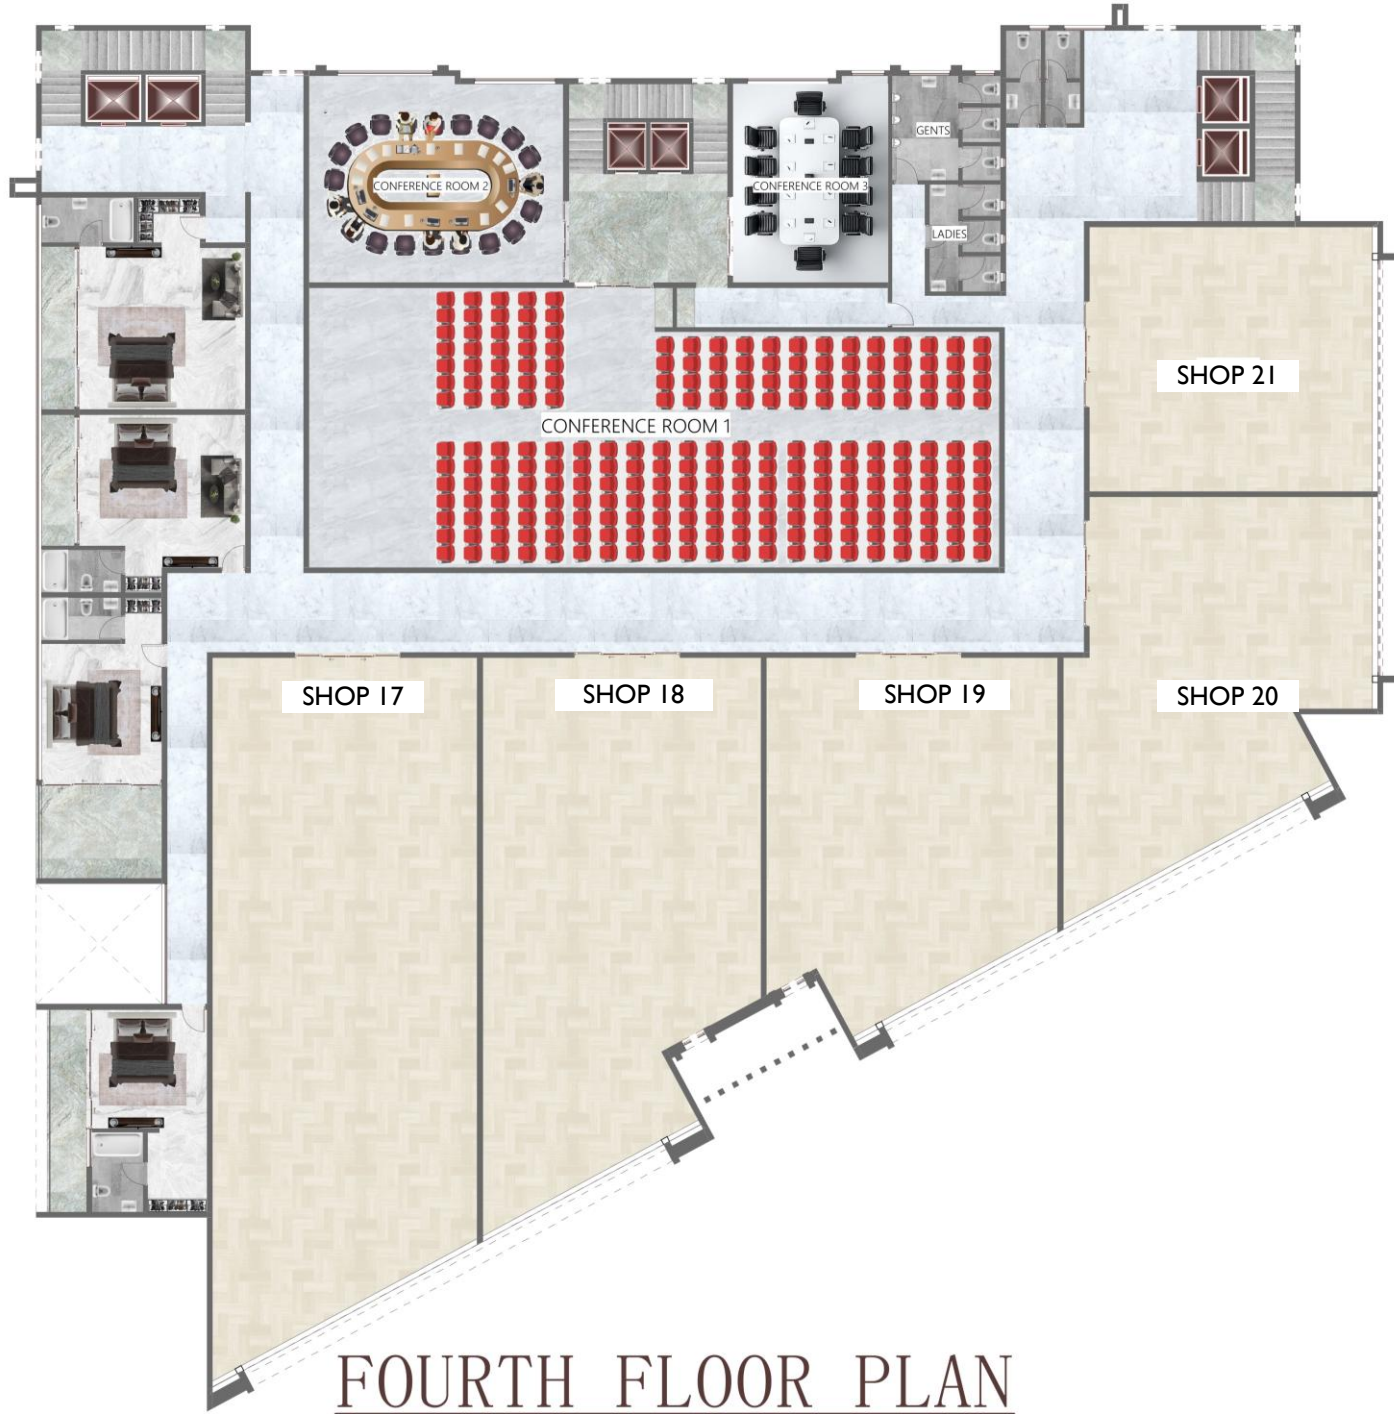 GENTS
CONFERENCE ROOM 2
CONFERENCE ROOM 3
LADIES
SHOP 21
CONFERENCE ROOM 1
SHOP 17
SHOP 18
SHOP 19
SHOP 20
FOURTH FLOOR PLAN